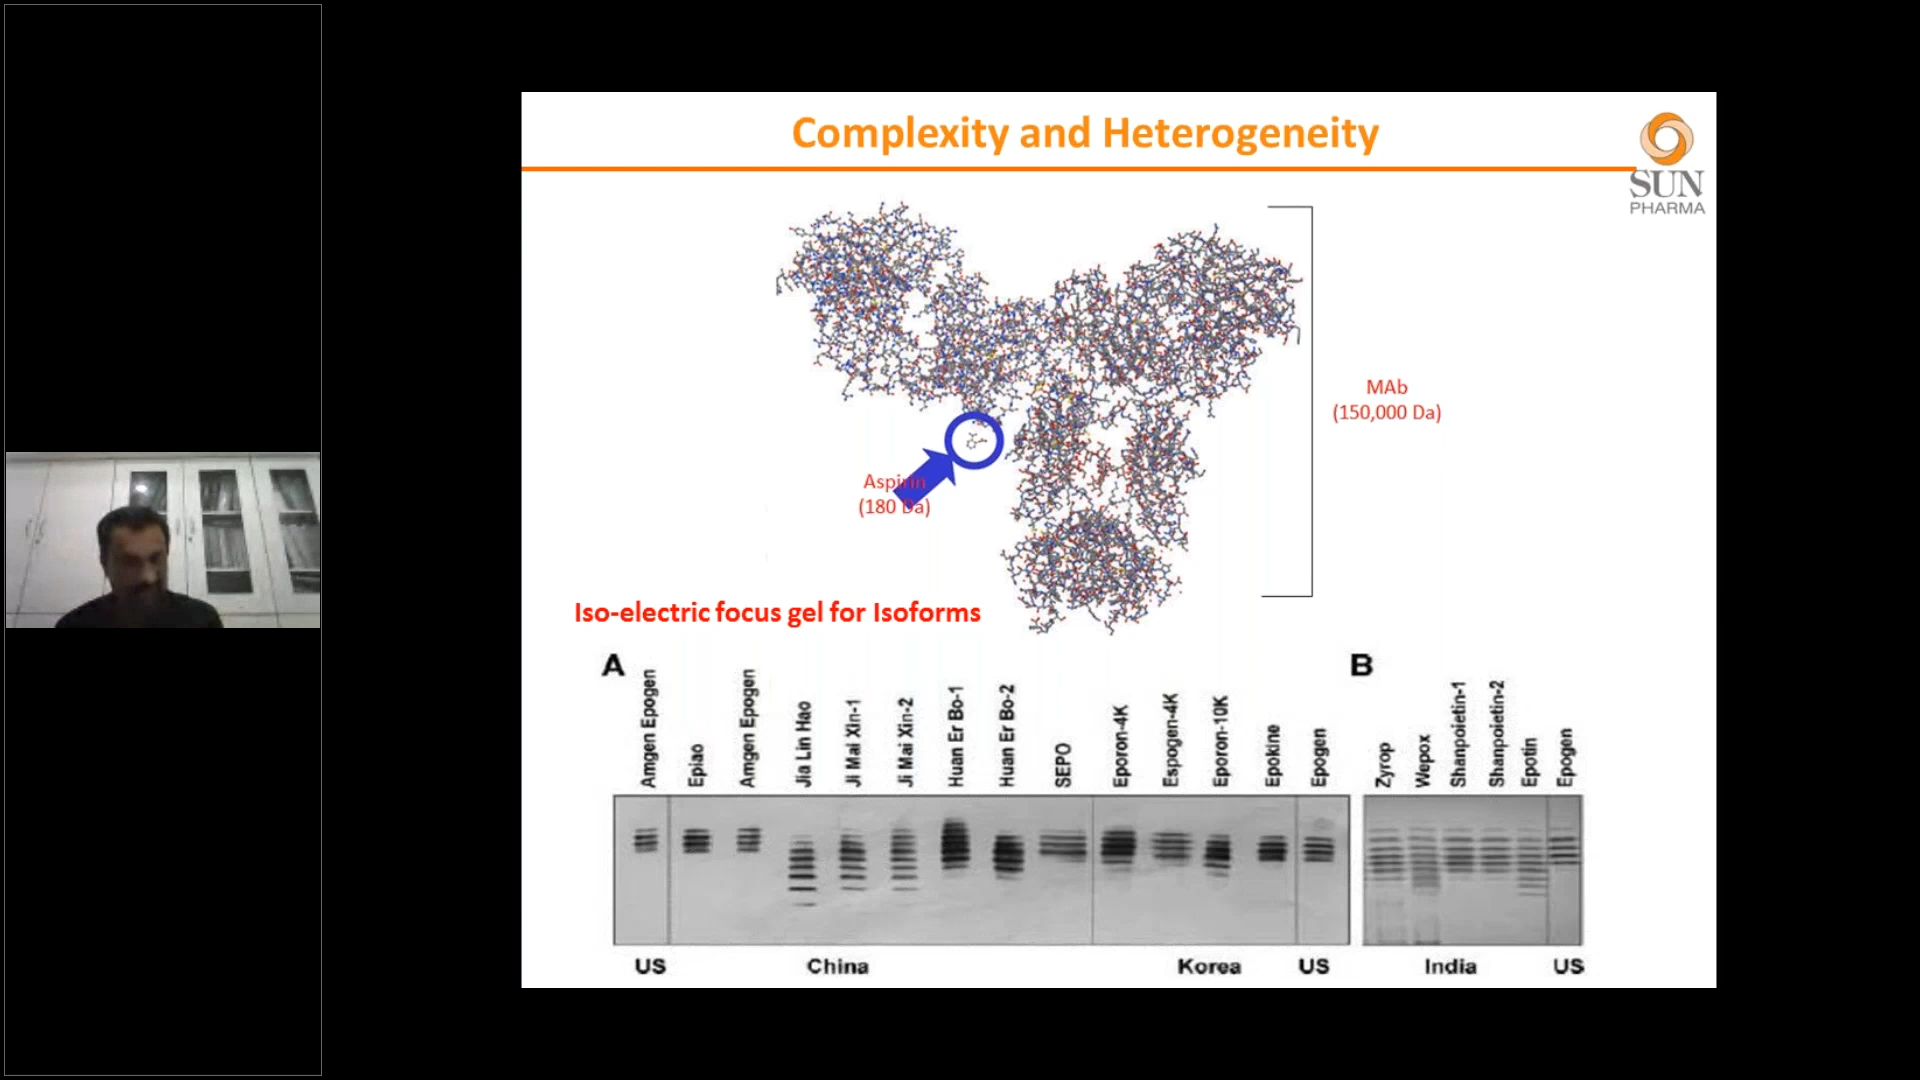 Complexity and Heterogeneity
SUN
PHARMA
MAb
(150,000 Da)
Aspirin
(180 Da)
Iso-electric focus gel for Isoforms
A
B
Amgen Epogen
Epiao
Amgen Epogen
Jia Lin Hao
Ji Mai Xin-1
Ji Mai Xin-2
Huan Er Bo-1
Huan Er Bo-2
SEPO
Eporon-4K
Espogen-4K
Eporon-10K
Epokine
Epogen
Zyrop
Wepox
Shanpoietin-1
Shanpoietin-2
Epotin
Epogen
US
China
Korea
US
India
US